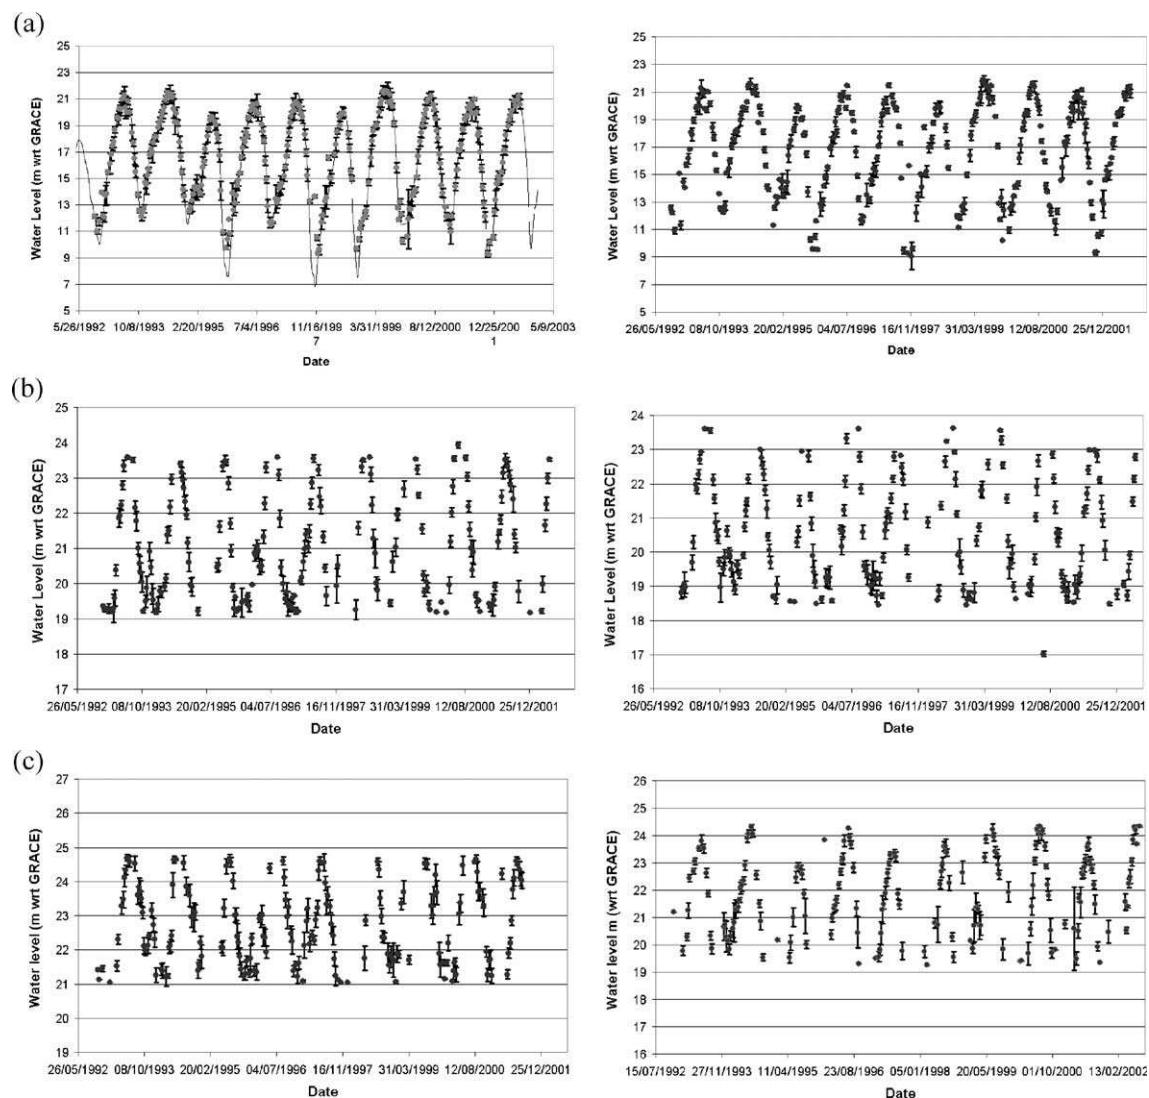 (a)
25
23
21
19
17
15
13
11
9
7
5
Water Level (m wrt GRACE)
5/26/1992 10/8/1993 2/20/1995 7/4/1996 11/16/199 3/31/1999 8/12/2000 12/25/200 5/9/2003
7 1
Date
25
23
21
19
17
15
13
11
9
7
5
Water Level (m wrt GRACE)
26/05/1992 08/10/1993 20/02/1995 04/07/1996 16/11/1997 31/03/1999 12/08/2000 25/12/2001
Date
(b)
25
24
23
22
21
20
19
18
17
Water Level (m wrt GRACE)
26/05/1992 08/10/1993 20/02/1995 04/07/1996 16/11/1997 31/03/1999 12/08/2000 25/12/2001
Date
24
23
22
21
20
19
18
17
16
Water Level (m wrt GRACE)
26/05/1992 08/10/1993 20/02/1995 04/07/1996 16/11/1997 31/03/1999 12/08/2000 25/12/2001
Date
(c)
27
26
25
24
23
22
21
20
19
Water level (m wrt GRACE)
26/05/1992 08/10/1993 20/02/1995 04/07/1996 16/11/1997 31/03/1999 12/08/2000 25/12/2001
Date
26
25
24
23
22
21
20
19
18
17
16
Water level m (wrt GRACE)
15/07/1992 27/11/1993 11/04/1995 23/08/1996 05/01/1998 20/05/1999 01/10/2000 13/02/2002
Date